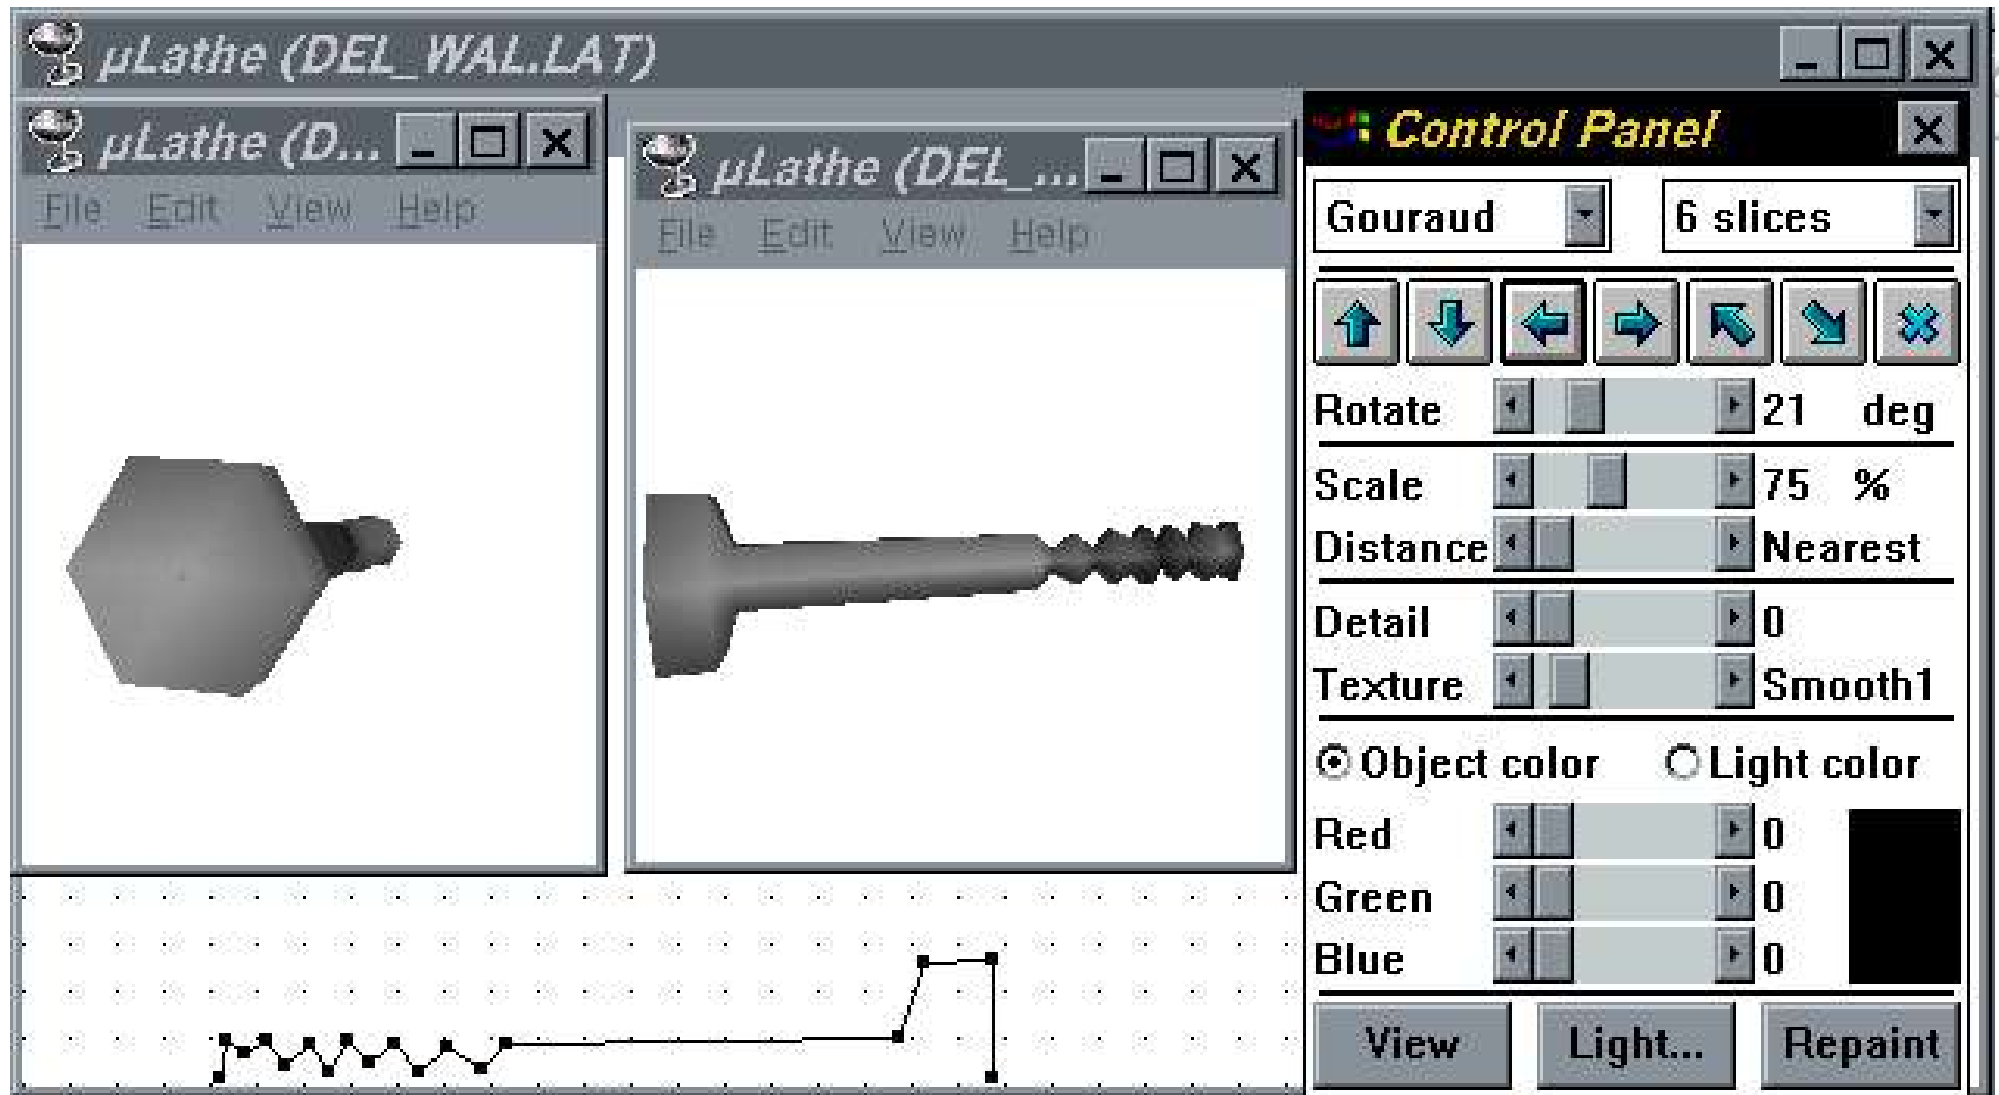 µLathe (DEL_WAL.LAT)
µLathe (D...
File Edit View Help
µLathe (DEL_...
File Edit View Help
Control Panel
Gouraud 6 slices
Rotate 21 deg
Scale 75 %
Distance Nearest
Detail 0
Texture Smooth1
Object color Light color
Red 0
Green 0
Blue 0
View Light... Repaint